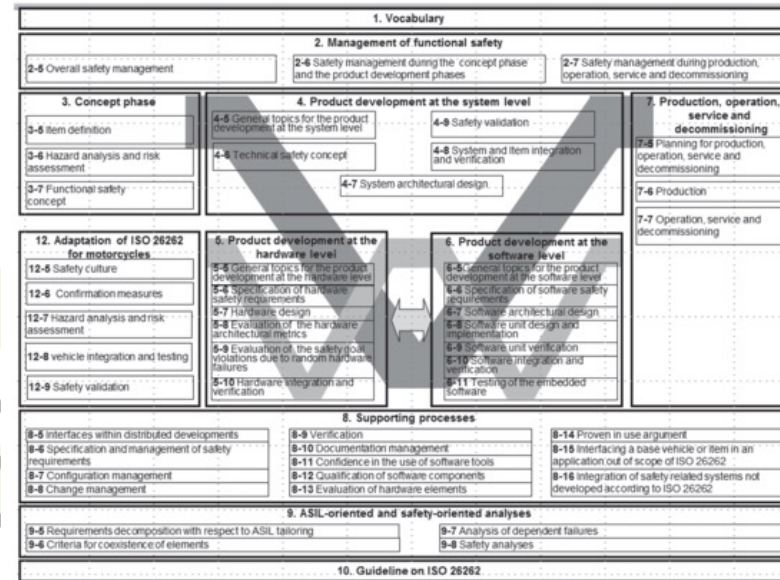 1. Vocabulary
2. Management of functional safety
2-5 Overall safety management
2-6 Safety management during the concept phase
and the product development phases
2-7 Safety management during production,
operation, service and decommissioning
3. Concept phase
3-5 Item definition
3-6 Hazard analysis and risk
assessment
3-7 Functional safety
concept
4. Product development at the system level
4-5 General topics for the product
development at the system level
4-6 Technical safety concept
4-9 Safety validation
4-8 System and Item integration
and verification
4-7 System architectural design
7. Production, operation,
service and
decommissioning
7-5 Planning for production,
operation, service and
decommissioning
7-6 Production
7-7 Operation, service and
decommissioning
12. Adaptation of ISO 26262
for motorcycles
12-5 Safety culture
12-6 Confirmation measures
12-7 Hazard analysis and risk
assessment
12-8 vehicle integration and testing
12-9 Safety validation
5. Product development at the
hardware level
5-5 General topics for the product
development at the hardware level
5-6 Specification of hardware
safety requirements
5-7 Hardware design
5-8 Evaluation of the hardware
architectural metrics
5-9 Evaluation of the safety goal
violations due to random hardware
failures
5-10 Hardware integration and
verification
6. Product development at the
software level
6-5 General topics for the product
development at the software level
6-6 Specification of software safety
requirements
6-7 Software architectural design
6-8 Software unit design and
implementation
6-9 Software unit verification
6-10 Software integration and
verification
6-11 Testing of the embedded
software
8. Supporting processes
8-5 Interfaces within distributed developments
8-6 Specification and management of safety
requirements
8-7 Configuration management
8-8 Change management
8-9 Verification
8-10 Documentation management
8-11 Confidence in the use of software tools
8-12 Qualification of software components
8-13 Evaluation of hardware elements
8-14 Proven in use argument
8-15 Interfacing a base vehicle or item in an
application out of scope of ISO 26262
8-16 Integration of safety related systems not
developed according to ISO 26262
9. ASIL-oriented and safety-oriented analyses
9-5 Requirements decomposition with respect to ASIL tailoring
9-6 Criteria for coexistence of elements
9-7 Analysis of dependent failures
9-8 Safety analyses
10. Guideline on ISO 26262